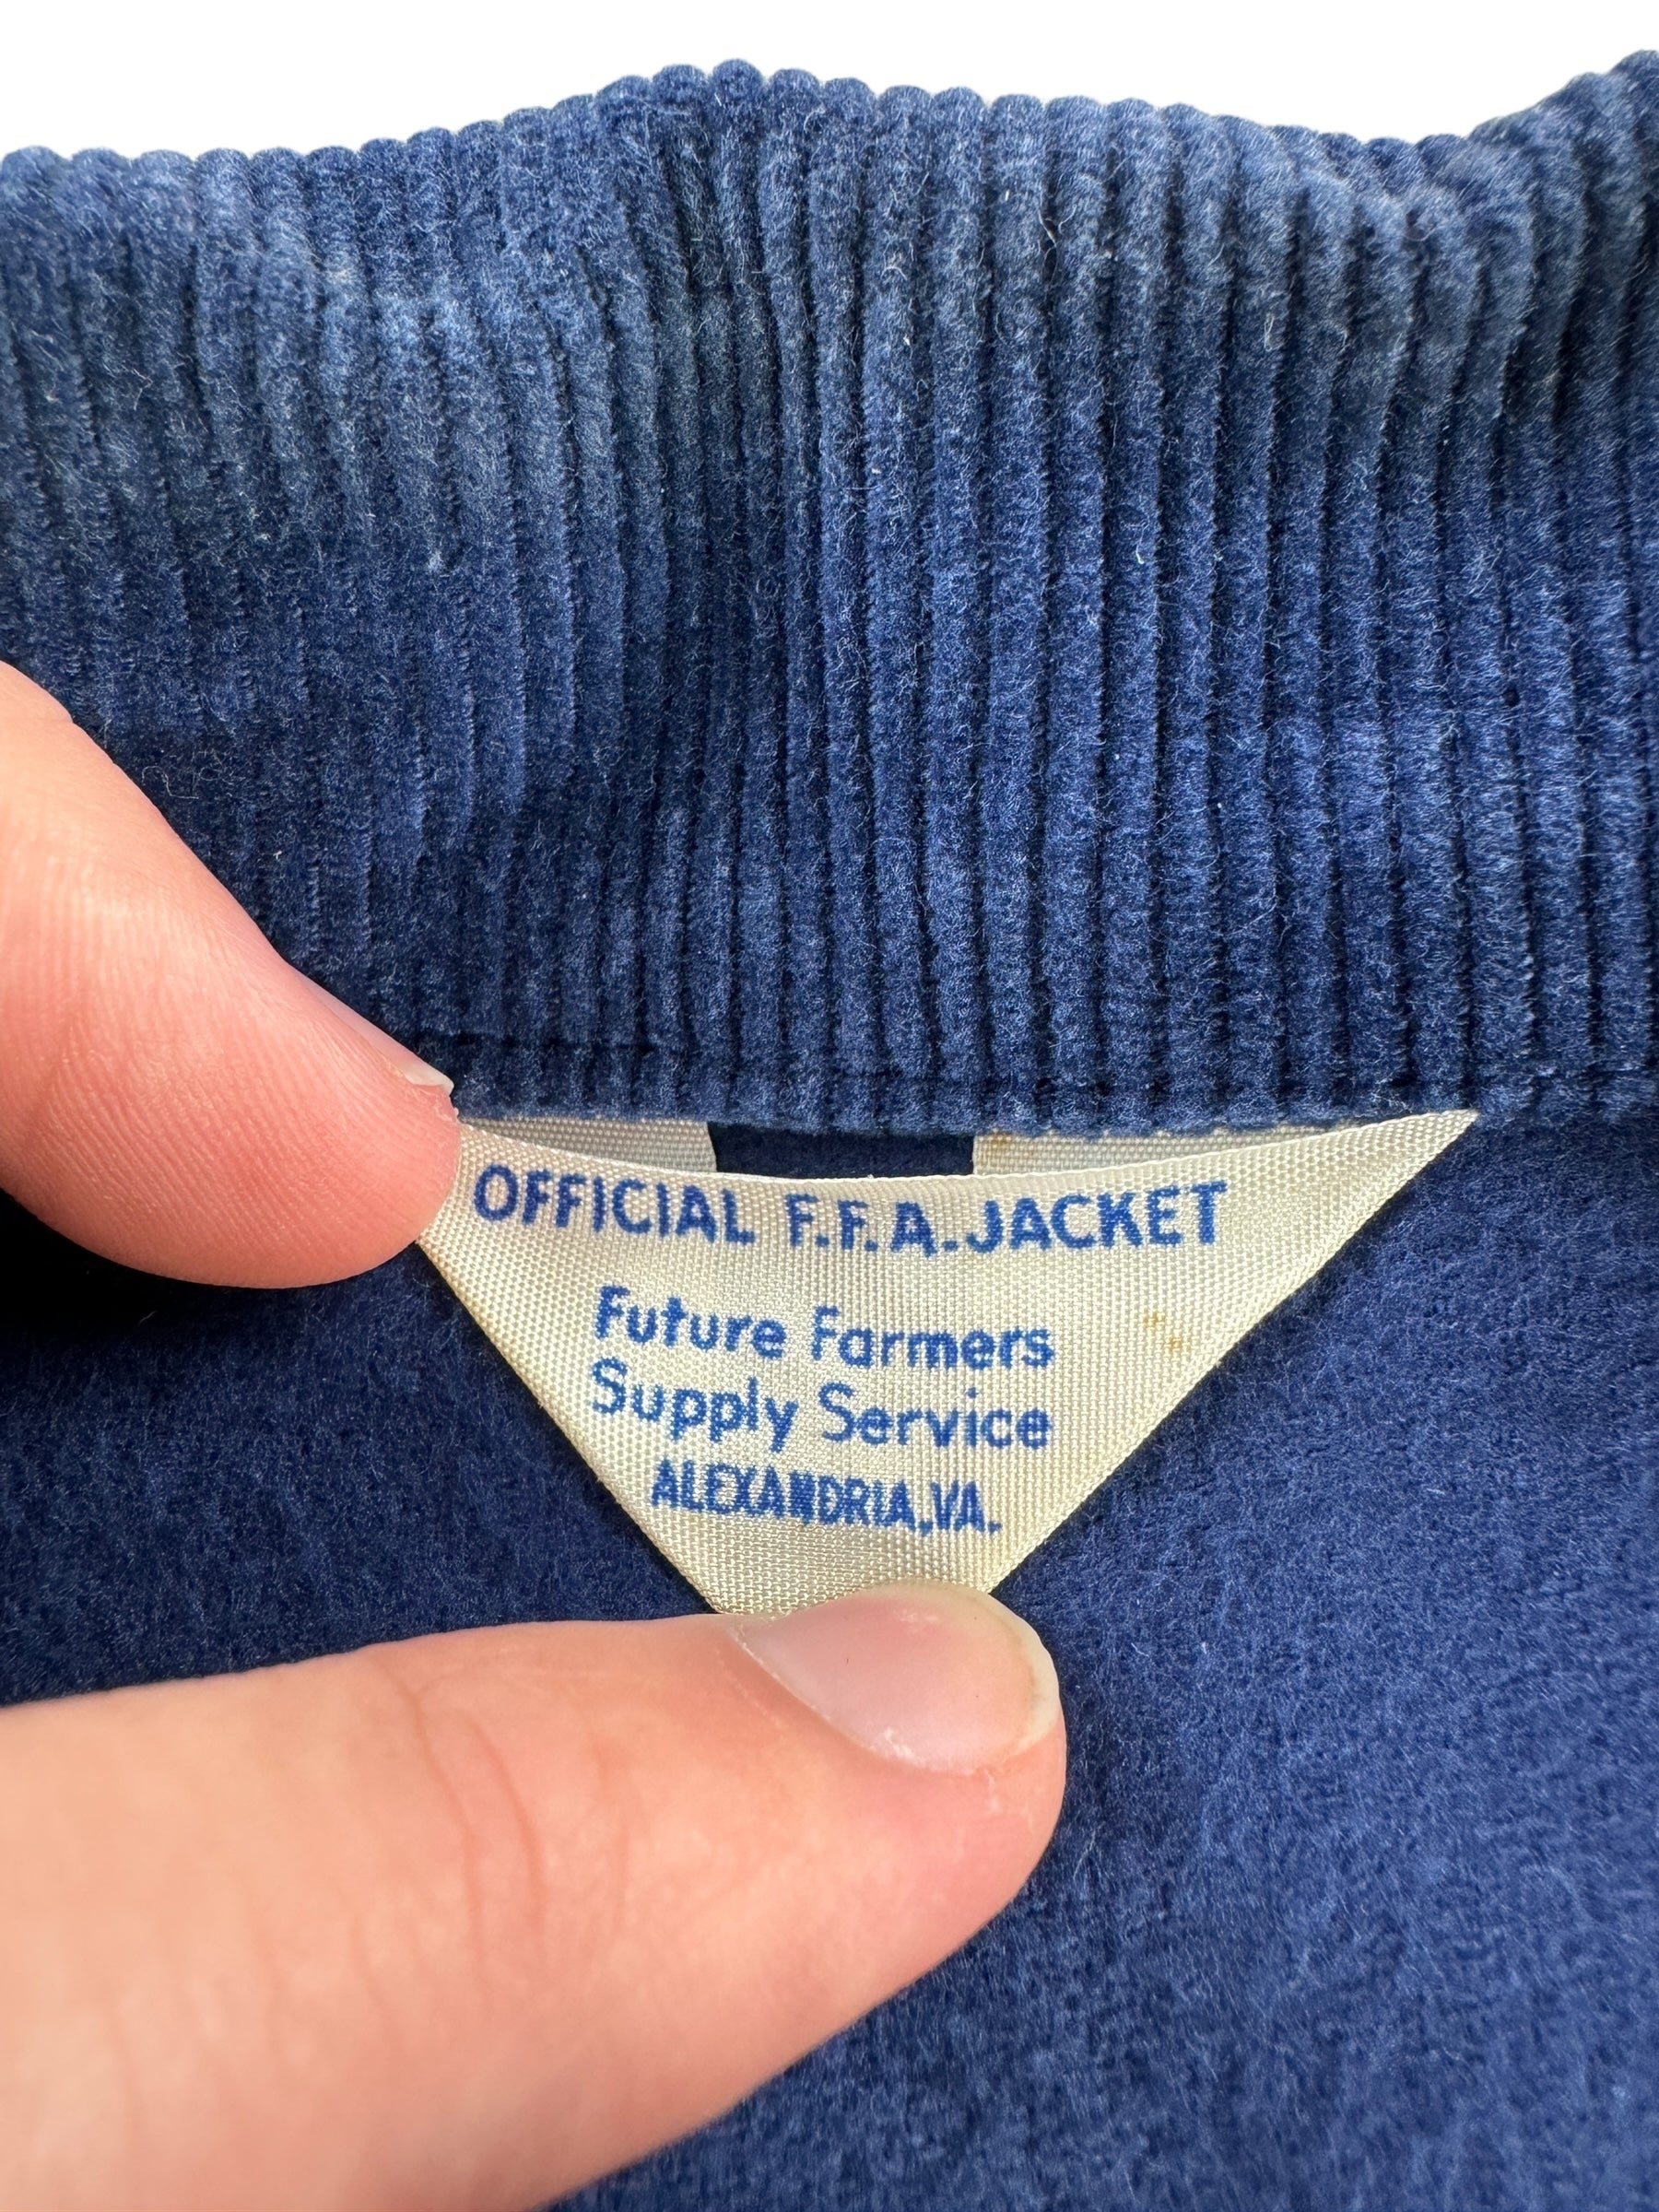 OFFICIAL F.F.A. JACKET
Future Farmers
Supply Service
ALEXANDRIA, VA.